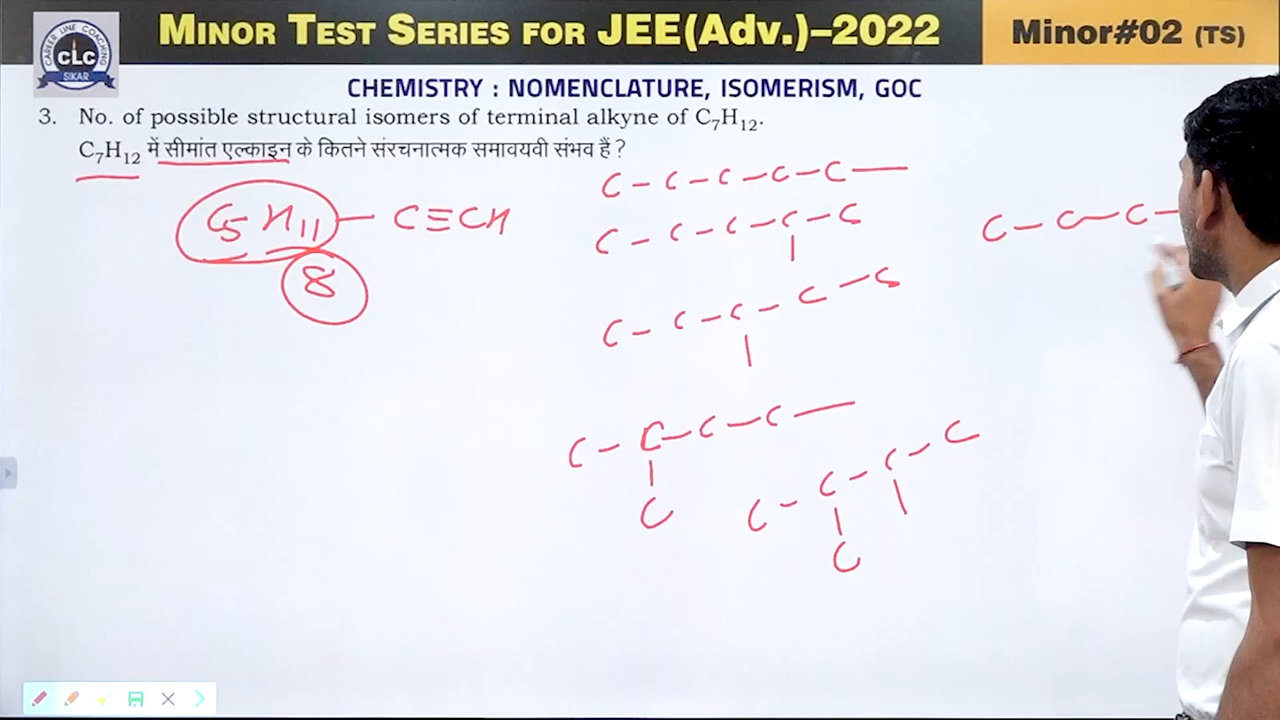 MINOR TEST SERIES FOR JEE(Adv.)–2022
Minor#02 (TS)
CAREER LINE COACHING
CLC
SIKAR
CHEMISTRY : NOMENCLATURE, ISOMERISM, GOC
3. No. of possible structural isomers of terminal alkyne of C₇H₁₂.
C₇H₁₂ में सीमांत एल्काइन के कितने संरचनात्मक समावयवी संभव हैं ?
C₅H₁₁ — C≡CH
8
C – C – C – C – C —
C – C – C – C – C
C – C – C – C – C
C – C – C – C —
C
C – C – C – C
C
C – C – C –